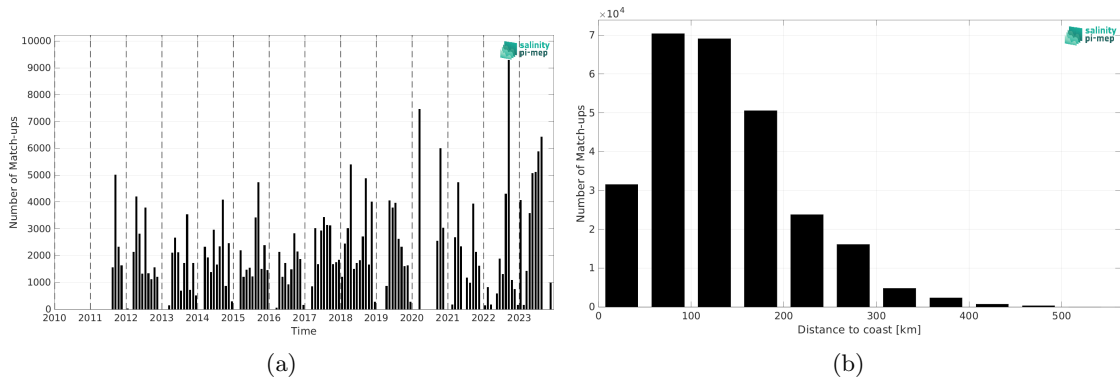 10000
9000
8000
7000
6000
5000
4000
3000
2000
1000
0
Number of Match-ups
2010 2011 2012 2013 2014 2015 2016 2017 2018 2019 2020 2021 2022 2023
Time
salinity
pi-mep
(a)
×10⁴
7
6
5
4
3
2
1
0
Number of Match-ups
0 100 200 300 400 500
Distance to coast [km]
salinity
pi-mep
(b)